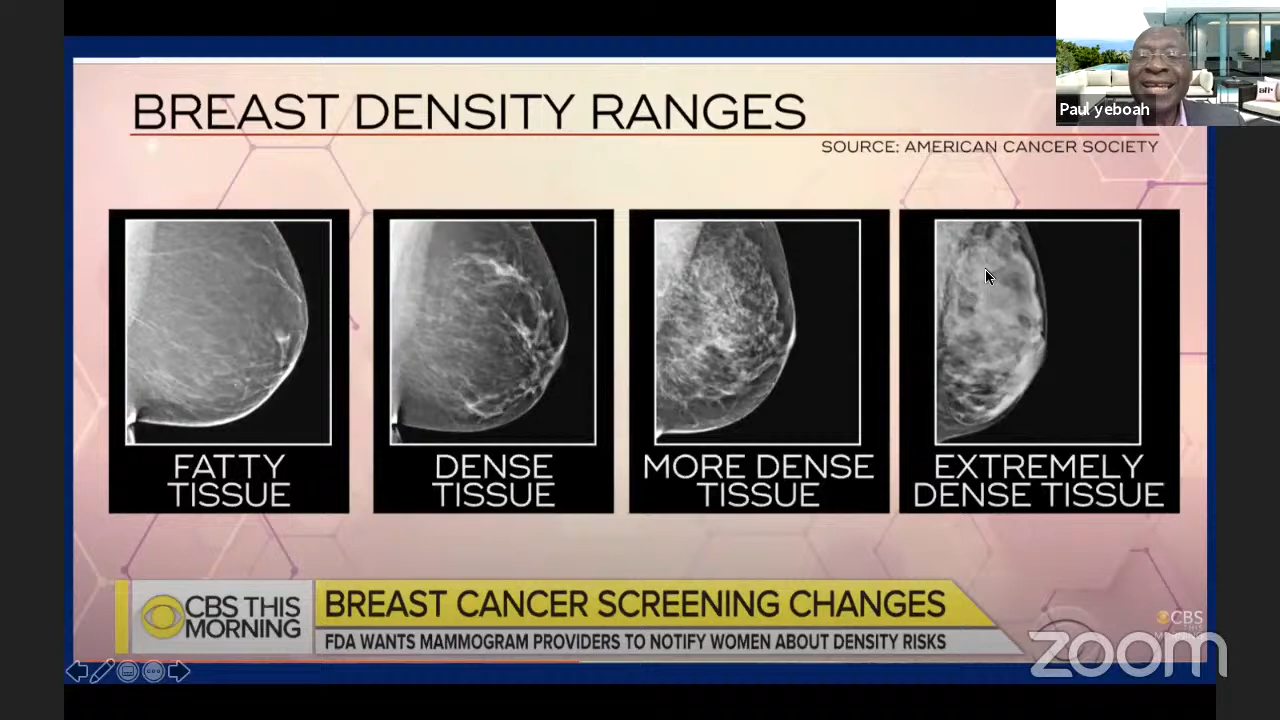 BREAST DENSITY RANGES
SOURCE: AMERICAN CANCER SOCIETY
Paul yeboah
FATTY
TISSUE
DENSE
TISSUE
MORE DENSE
TISSUE
EXTREMELY
DENSE TISSUE
CBS THIS
MORNING
BREAST CANCER SCREENING CHANGES
FDA WANTS MAMMOGRAM PROVIDERS TO NOTIFY WOMEN ABOUT DENSITY RISKS
CBS
zoom